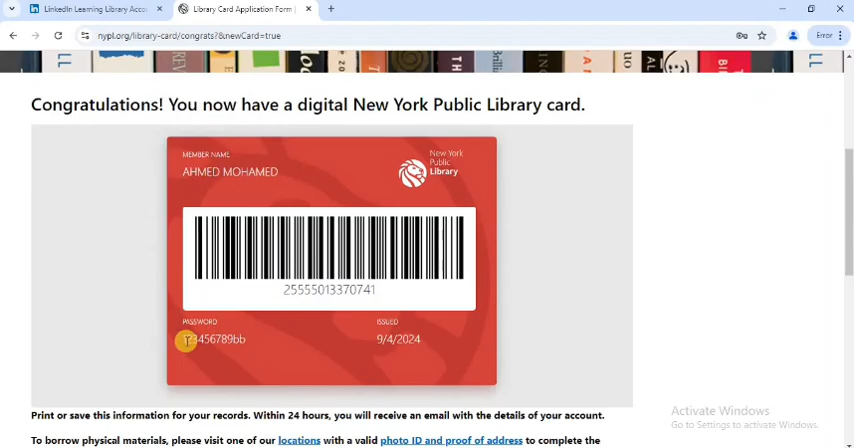 LinkedIn Learning Library Acco
Library Card Application Form |
nypl.org/library-card/congrats?&newCard=true
Error
Congratulations! You now have a digital New York Public Library card.
MEMBER NAME
AHMED MOHAMED
New York
Public
Library
25555013370741
PASSWORD
ISSUED
123456789bb
9/4/2024
Print or save this information for your records. Within 24 hours, you will receive an email with the details of your account.
Activate Windows
Go to Settings to activate Windows.
To borrow physical materials, please visit one of our locations with a valid photo ID and proof of address to complete the